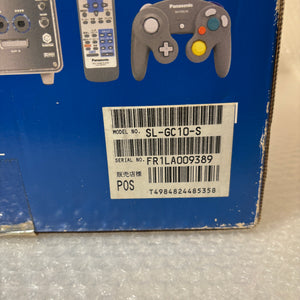 Panasonic
Panasonic
MODEL NO. SL-GC10-S
SERIAL NO. FR1LA009389
販売店様
POS
T4984824485358